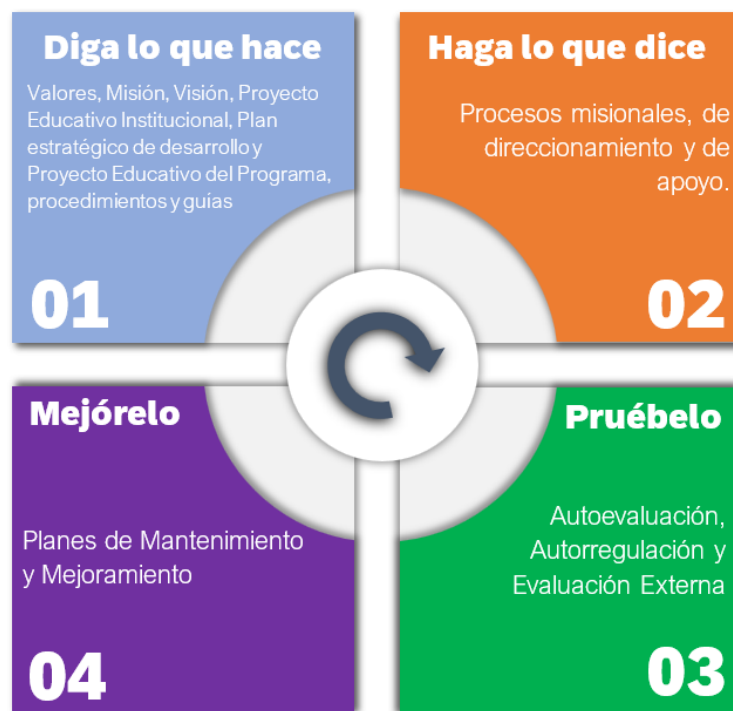 Diga lo que hace
Valores, Misión, Visión, Proyecto
Educativo Institucional, Plan
estratégico de desarrollo y
Proyecto Educativo del Programa,
procedimientos y guías
01
Haga lo que dice
Procesos misionales, de
direccionamiento y de
apoyo.
02
Mejórelo
Planes de Mantenimiento
y Mejoramiento
04
Pruébelo
Autoevaluación,
Autorregulación y
Evaluación Externa
03